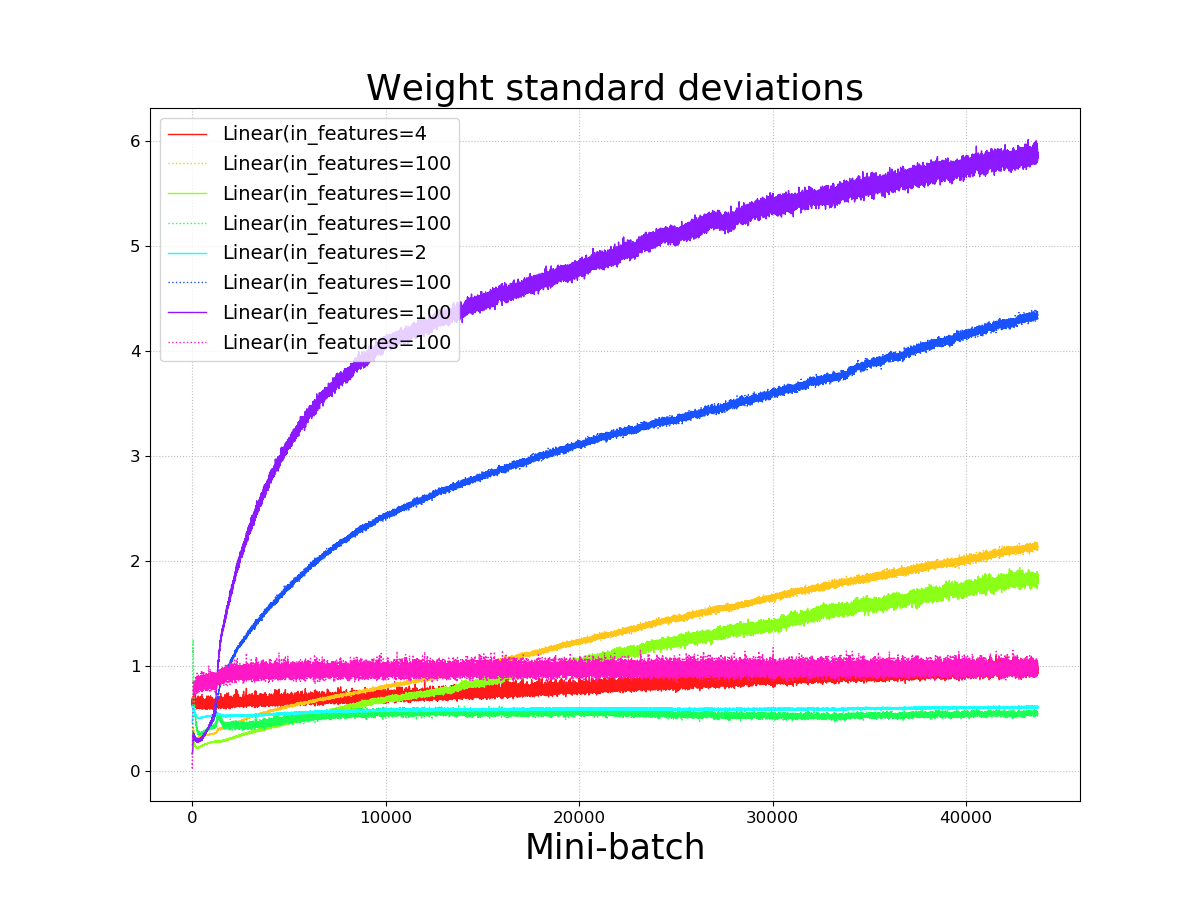 Weight standard deviations
Linear(in_features=4
Linear(in_features=100
Linear(in_features=100
Linear(in_features=100
Linear(in_features=2
Linear(in_features=100
Linear(in_features=100
Linear(in_features=100
6
5
4
3
2
1
0
0 10000 20000 30000 40000
Mini-batch